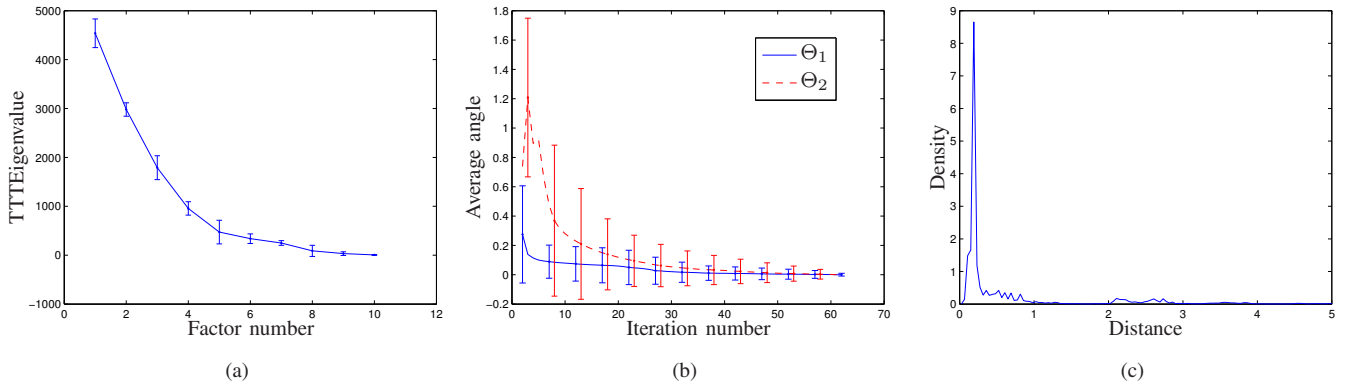 5000
4000
3000
2000
1000
0
−1000
0 2 4 6 8 10 12
TTTEigenvalue
Factor number
(a)
1.8
1.6
1.4
1.2
1
0.8
0.6
0.4
0.2
0
−0.2
0 10 20 30 40 50 60 70
Average angle
Iteration number
Θ1
Θ2
(b)
9
8
7
6
5
4
3
2
1
0
0 1 2 3 4 5
Density
Distance
(c)